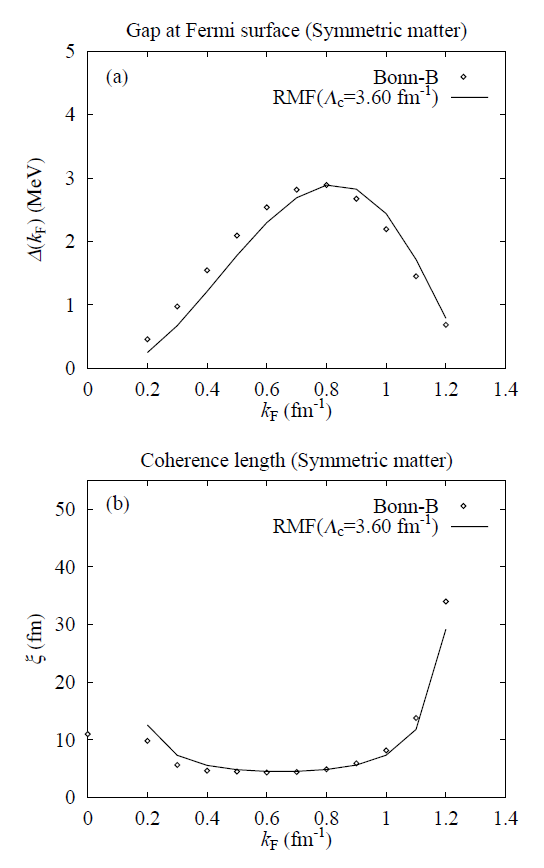 Gap at Fermi surface (Symmetric matter)
5
(a)
Bonn-B
RMF(Λc=3.60 fm-1)
4
3
Δ(kF) (MeV)
2
1
0
0 0.2 0.4 0.6 0.8 1 1.2 1.4
kF (fm-1)
Coherence length (Symmetric matter)
50
(b)
Bonn-B
RMF(Λc=3.60 fm-1)
40
30
ξ (fm)
20
10
0
0 0.2 0.4 0.6 0.8 1 1.2 1.4
kF (fm-1)